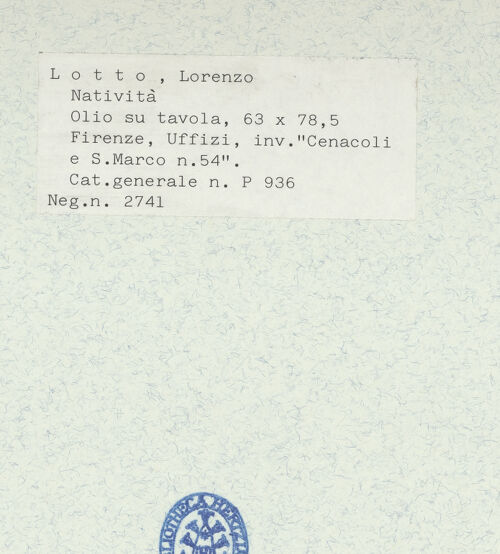 L o t t o , Lorenzo
Natività
Olio su tavola, 63 x 78,5
Firenze, Uffizi, inv."Cenacoli
e S.Marco n.54".
Cat.generale n. P 936
Neg.n. 2741